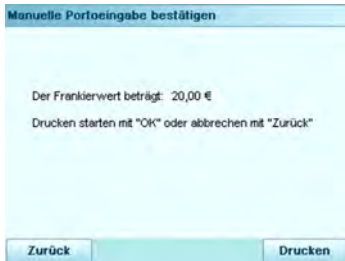 Manuelle Portoeingabe bestätigen
Der Frankierwert beträgt: 20,00 €
Drucken starten mit "OK" oder abbrechen mit "Zurück"
Zurück
Drucken